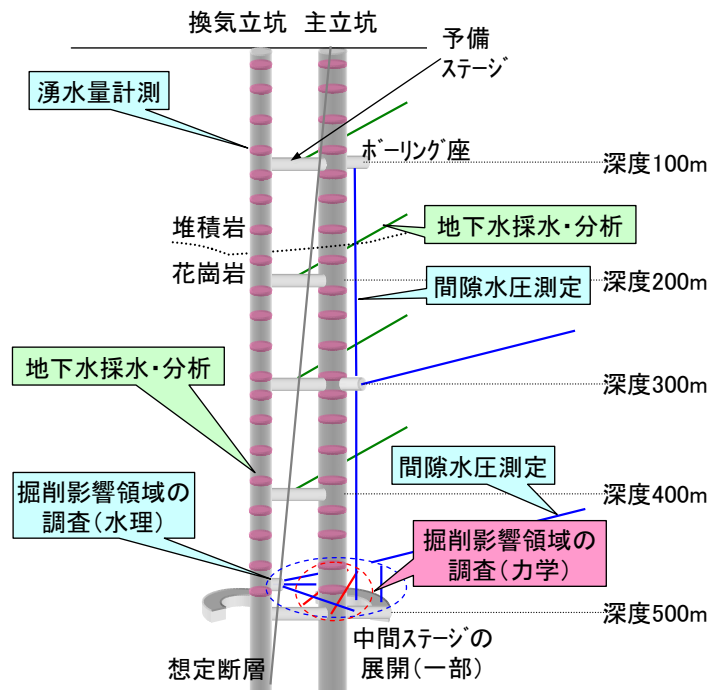 換気立坑 主立坑
予備
ステージ
湧水量計測
ボーリング座
深度100m
堆積岩
花崗岩
地下水採水・分析
間隙水圧測定
深度200m
地下水採水・分析
深度300m
間隙水圧測定
掘削影響領域の
調査(水理)
深度400m
掘削影響領域の
調査(力学)
深度500m
中間ステージの
展開(一部)
想定断層